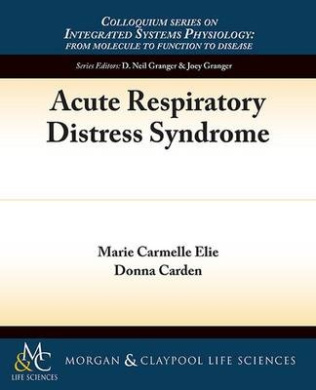 COLLOQUIUM SERIES ON
INTEGRATED SYSTEMS PHYSIOLOGY:
FROM MOLECULE TO FUNCTION TO DISEASE
Series Editors: D. Neil Granger & Joey Granger
Acute Respiratory
Distress Syndrome
Marie Carmelle Elie
Donna Carden
M&C
LIFE SCIENCES
MORGAN & CLAYPOOL LIFE SCIENCES